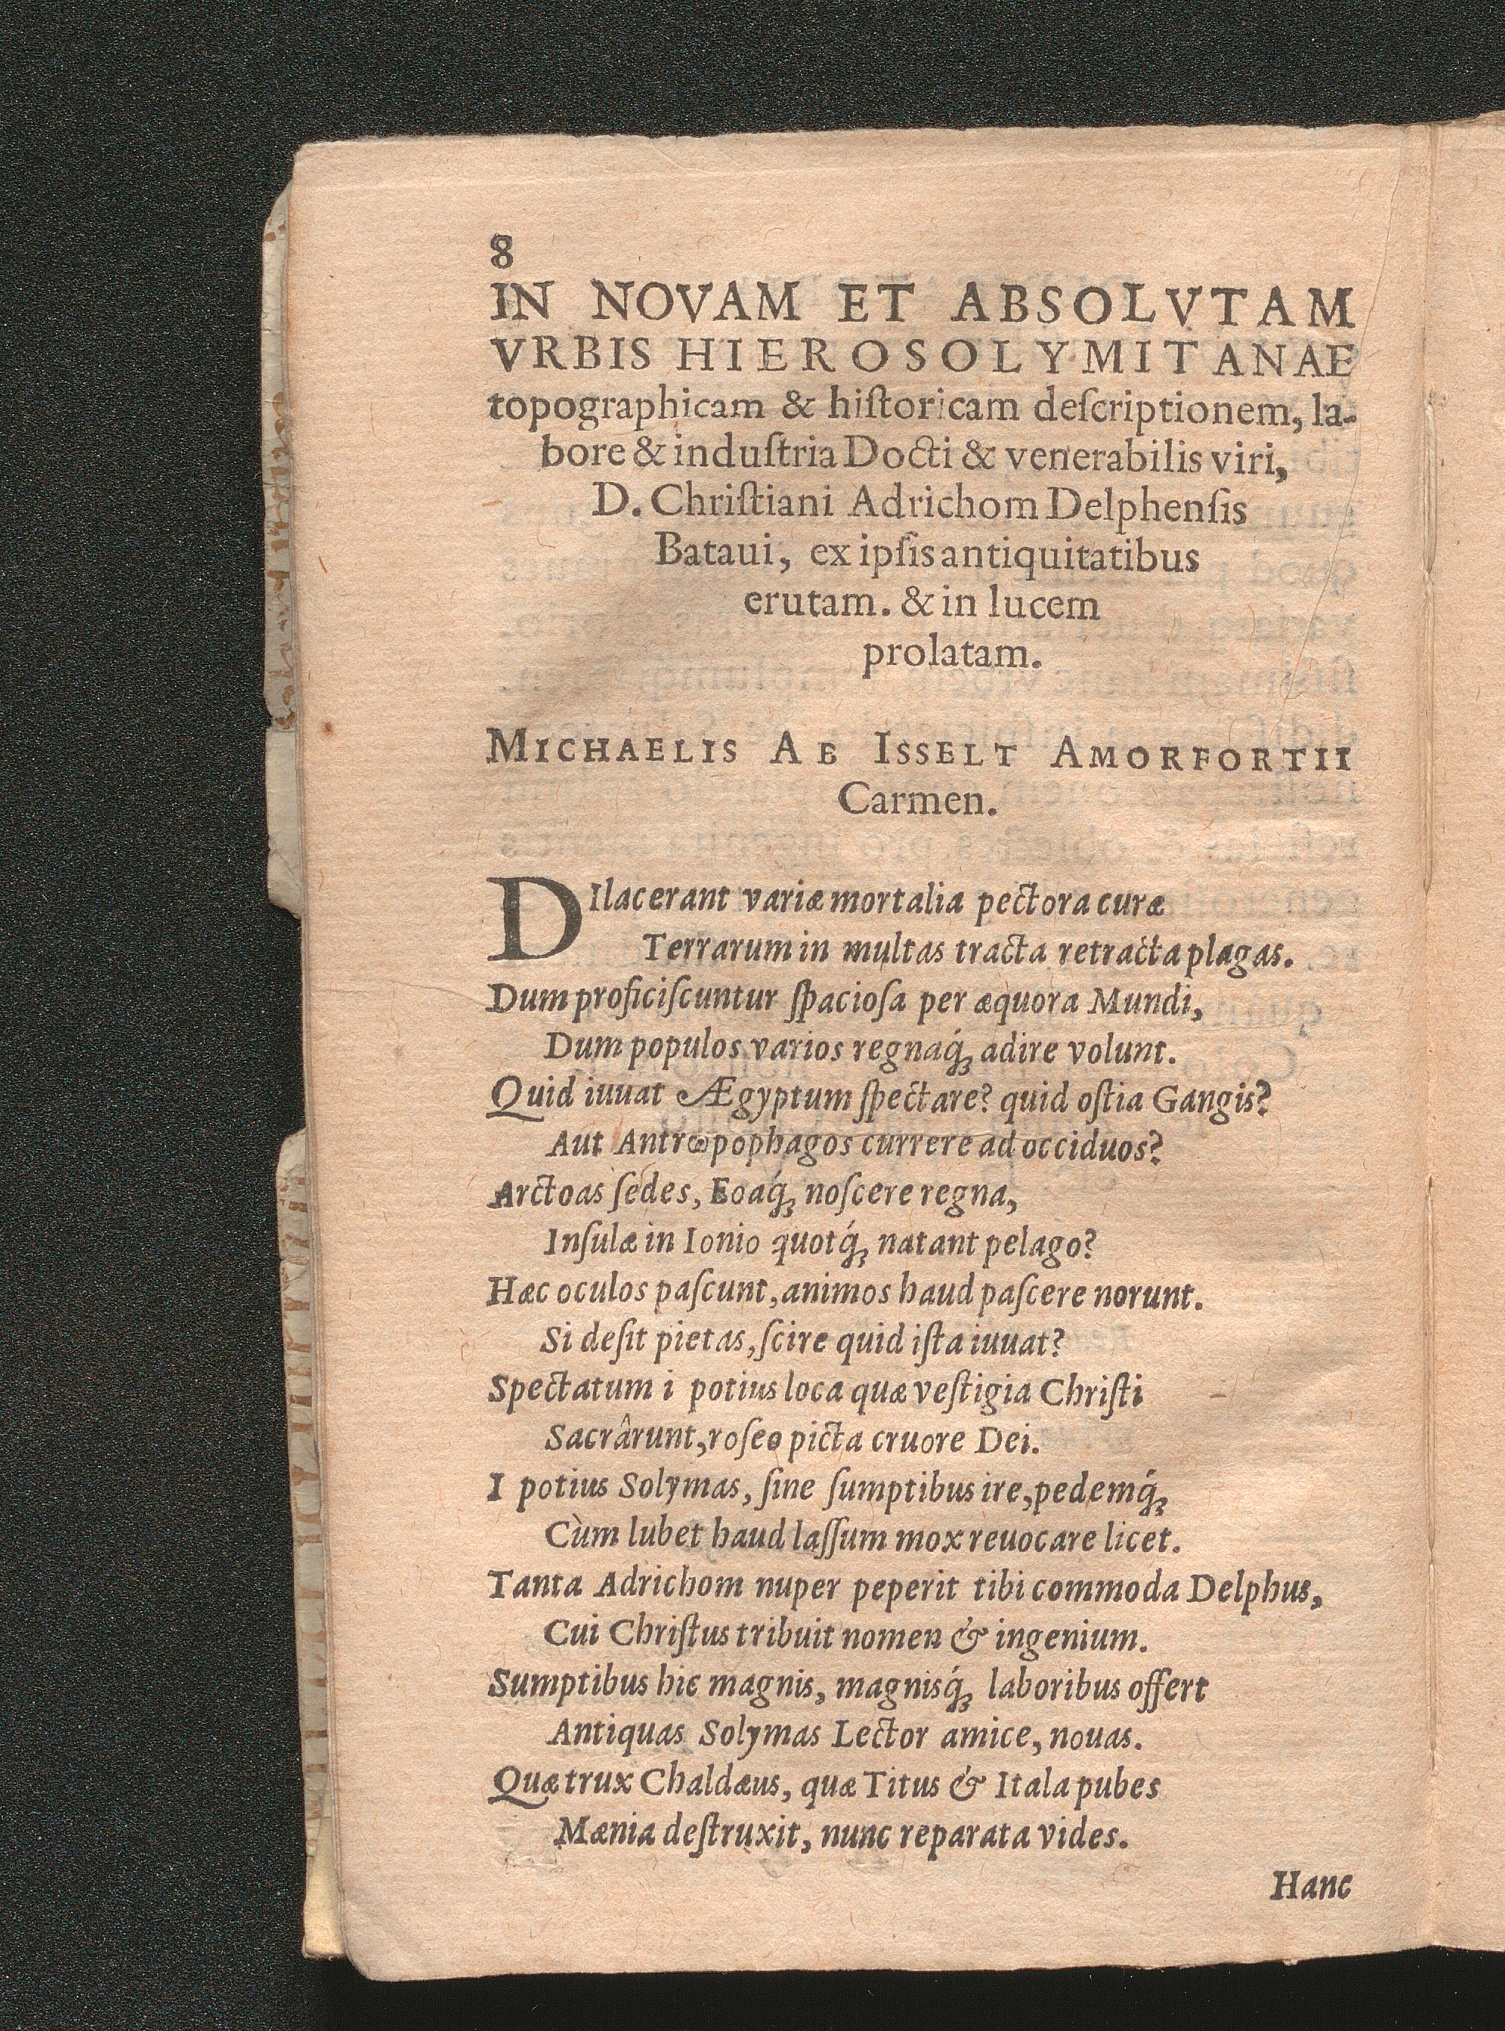 8
IN NOVAM ET ABSOLVTAM
VRBIS HIEROSOLYMITANAE
topographicam & hiſtoricam deſcriptionem, la-
bore & induſtria Docti & venerabilis viri,
D. Chriſtiani Adrichom Delphenſis
Bataui, ex ipſis antiquitatibus
erutam. & in lucem
prolatam.
MICHAELIS AB ISSELT AMORFORTII
Carmen.
DIlacerant variæ mortalia pectora curæ
Terrarum in multas tracta retracta plagas.
Dum proficiſcuntur ſpacioſa per æquora Mundi,
Dum populos varios regnaq́ꝫ adire volunt.
Quid iuuat Ægyptum ſpectare? quid oſtia Gangis?
Aut Antrωpophagos currere ad occiduos?
Arctoas ſedes, Eoaq́ꝫ noſcere regna,
Inſulæ in Ionio quotq́ꝫ natant pelago?
Hæc oculos paſcunt, animos haud paſcere norunt.
Si deſit pietas, ſcire quid iſta iuuat?
Spectatum i potius loca quæ veſtigia Chriſti
Sacrârunt, roſeo picta cruore Dei.
I potius Solymas, ſine ſumptibus ire, pedemq́ꝫ
Cùm lubet haud laſſum mox reuocare licet.
Tanta Adrichom nuper peperit tibi commoda Delphus,
Cui Chriſtus tribuit nomen & ingenium.
Sumptibus hic magnis, magnisq́ꝫ laboribus offert
Antiquas Solymas Lector amice, nouas.
Quæ trux Chaldæus, quæ Titus & Itala pubes
Mænia deſtruxit, nunc reparata vides.
Hanc